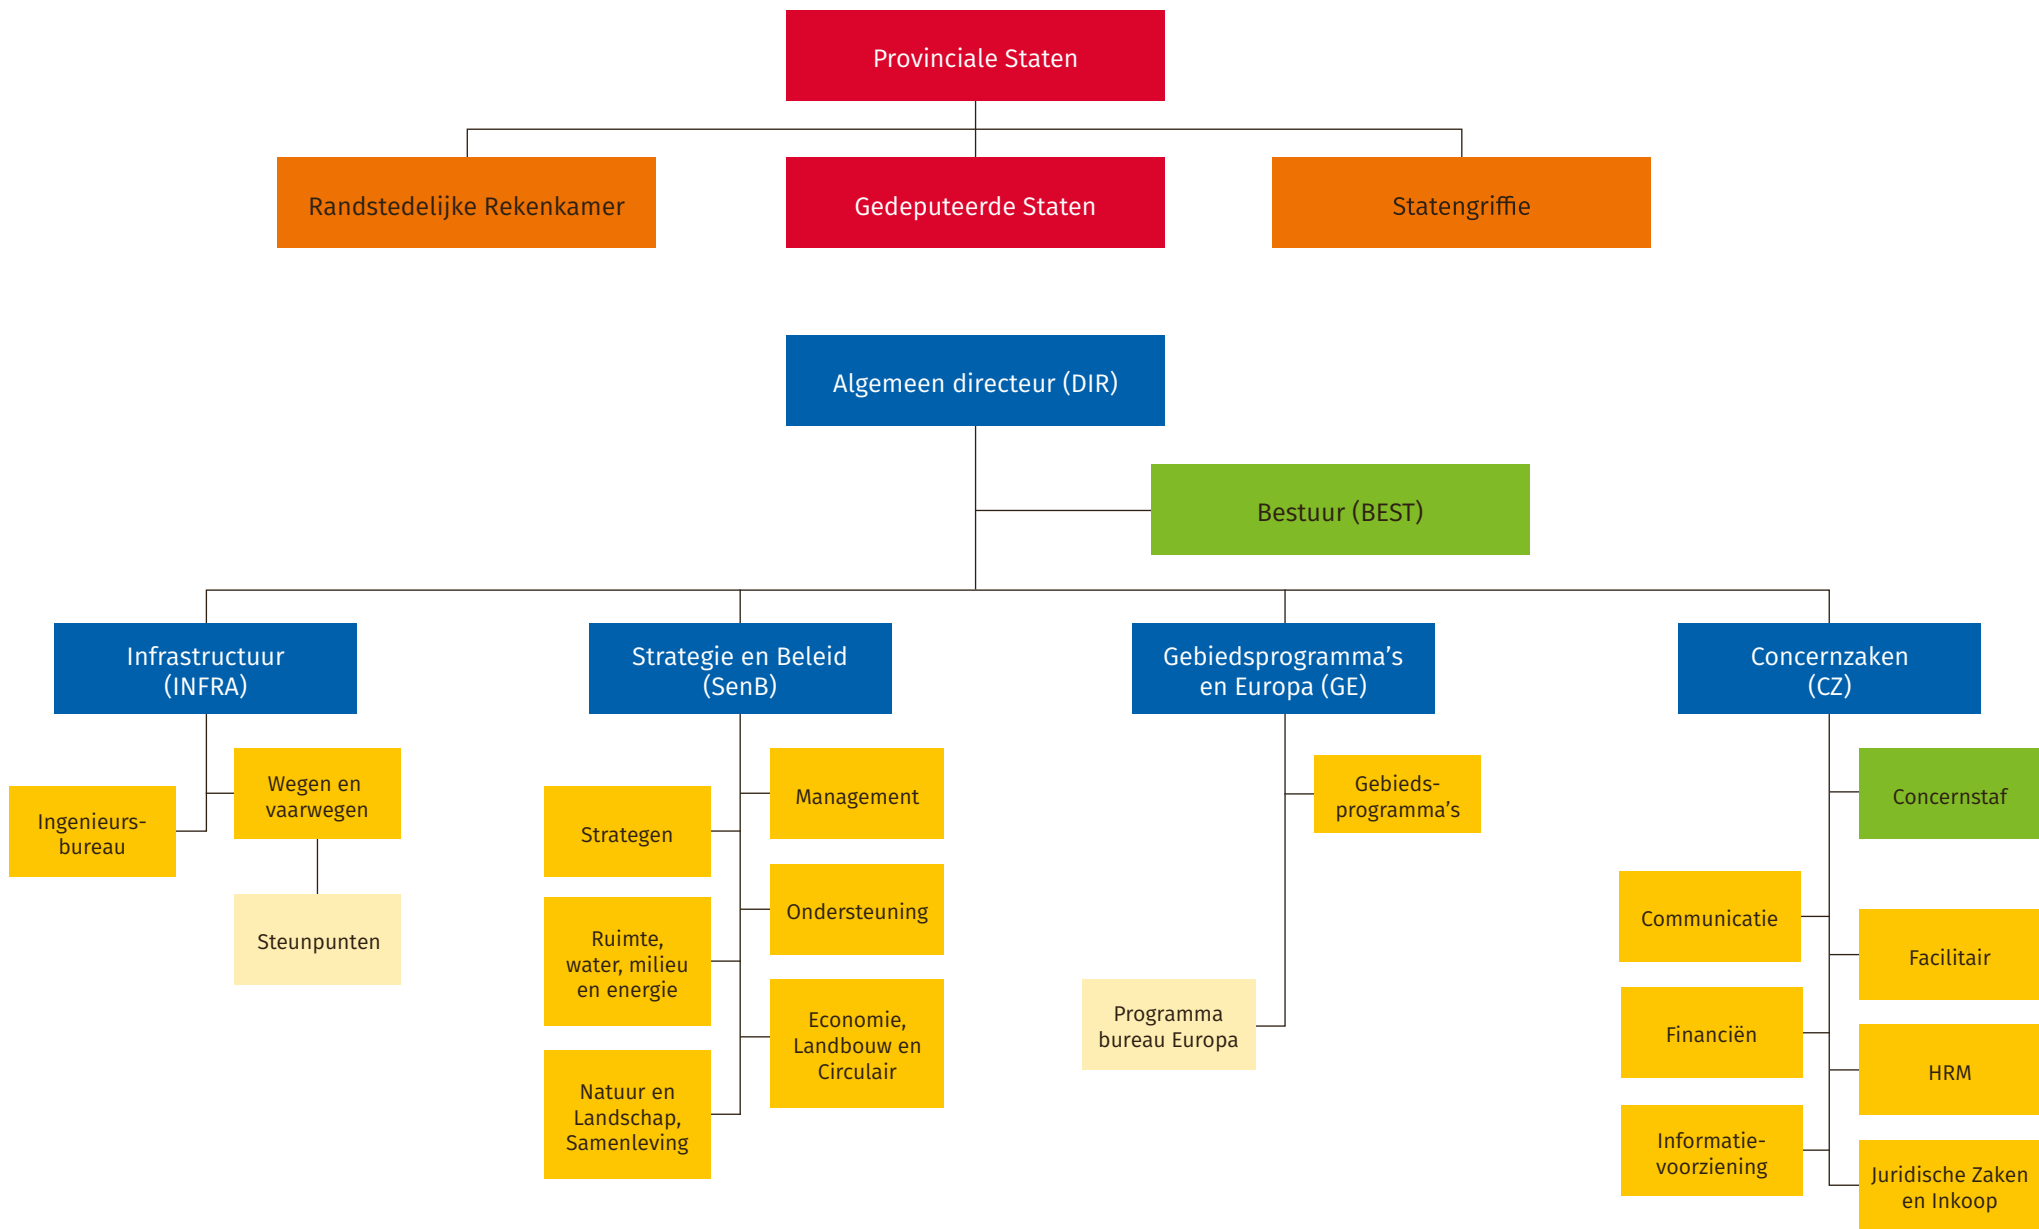 Provinciale Staten
Randstedelijke Rekenkamer
Gedeputeerde Staten
Statengriffie
Algemeen directeur (DIR)
Bestuur (BEST)
Infrastructuur
(INFRA)
Strategie en Beleid
(SenB)
Gebiedsprogramma’s
en Europa (GE)
Concernzaken
(CZ)
Wegen en
vaarwegen
Ingenieurs-
bureau
Steunpunten
Management
Strategen
Ondersteuning
Ruimte,
water, milieu
en energie
Economie,
Landbouw en
Circulair
Natuur en
Landschap,
Samenleving
Gebieds-
programma’s
Programma
bureau Europa
Concernstaf
Communicatie
Facilitair
Financiën
HRM
Informatie-
voorziening
Juridische Zaken
en Inkoop